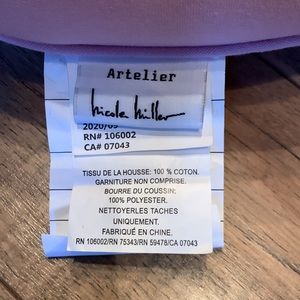 Artelier
nicole miller
2020/05
RN# 106002
CA# 07043
TISSU DE LA HOUSSE: 100 % COTON.
GARNITURE NON COMPRISE.
BOURRE DU COUSSIN:
100% POLYESTER.
NETTOYERLES TACHES
UNIQUEMENT.
FABRIQUÉ EN CHINE.
RN 106002/RN 75343/RN 59478/CA 07043